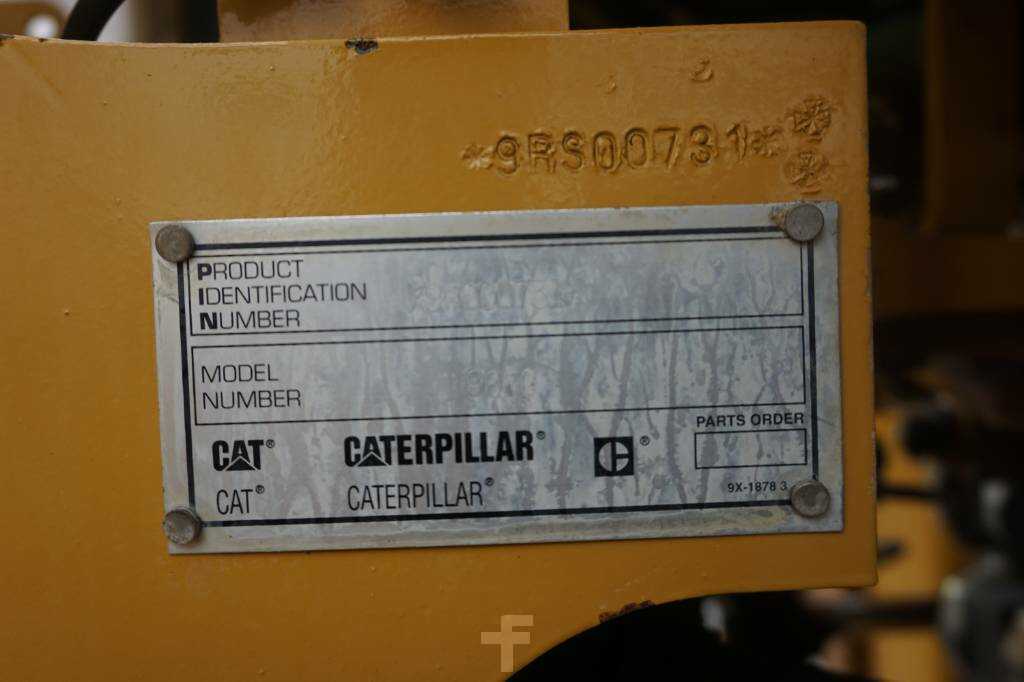 *9RS00731*
PRODUCT
IDENTIFICATION
NUMBER
MODEL
NUMBER
PARTS ORDER
CAT® CATERPILLAR® ®
CAT® CATERPILLAR®
9X-1878 3